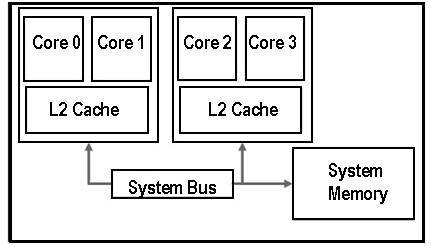 Core 0 Core 1
Core 2 Core 3
L2 Cache
L2 Cache
System Bus
System
Memory